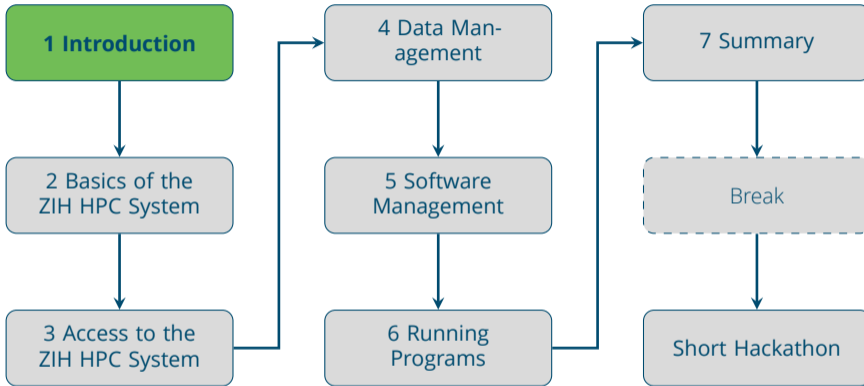 1 Introduction
2 Basics of the
ZIH HPC System
3 Access to the
ZIH HPC System
4 Data Man-
agement
5 Software
Management
6 Running
Programs
7 Summary
Break
Short Hackathon